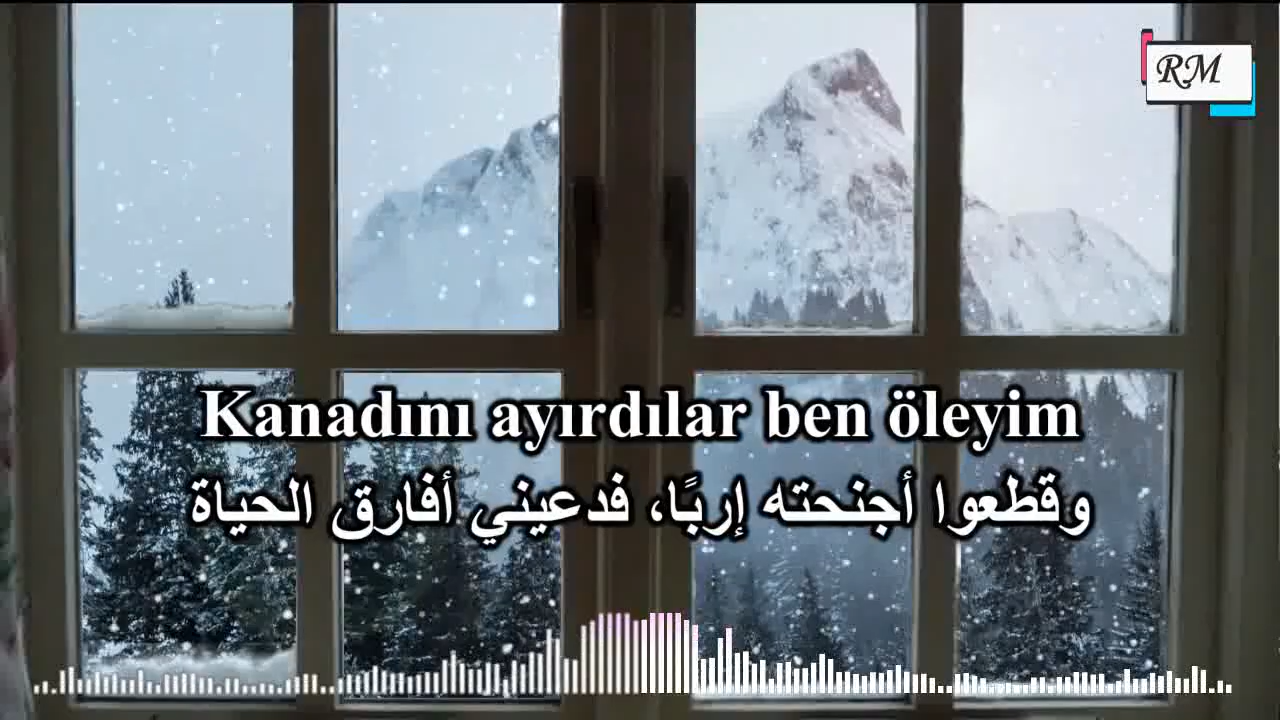 RM
Kanadını ayırdılar ben öleyim
وقطعوا أجنحته إربًا، فدعيني أفارق الحياة